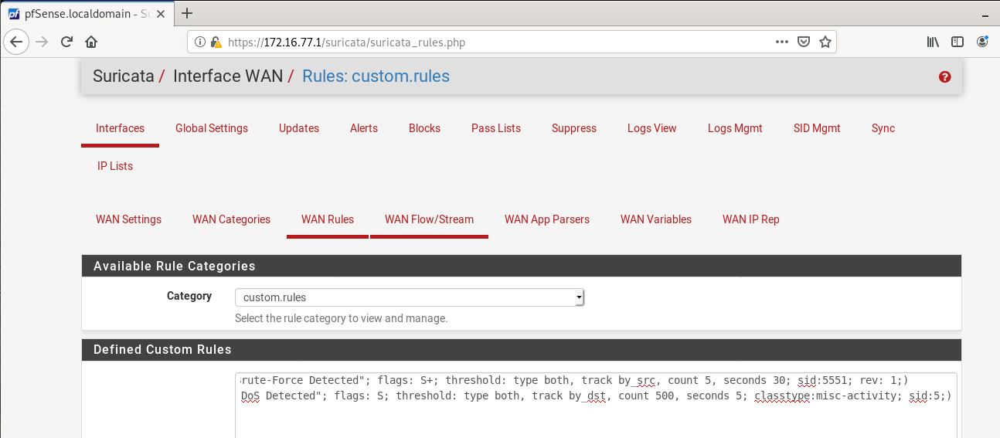 pfSense.localdomain - Su
https://172.16.77.1/suricata/suricata_rules.php
Suricata / Interface WAN / Rules: custom.rules
Interfaces Global Settings Updates Alerts Blocks Pass Lists Suppress Logs View Logs Mgmt SID Mgmt Sync
IP Lists
WAN Settings WAN Categories WAN Rules WAN Flow/Stream WAN App Parsers WAN Variables WAN IP Rep
Available Rule Categories
Category custom.rules
Select the rule category to view and manage.
Defined Custom Rules
rute-Force Detected"; flags: S+; threshold: type both, track by_src, count 5, seconds 30; sid:5551; rev: 1;)
DoS Detected"; flags: S; threshold: type both, track by_dst, count 500, seconds 5; classtype:misc-activity; sid:5;)